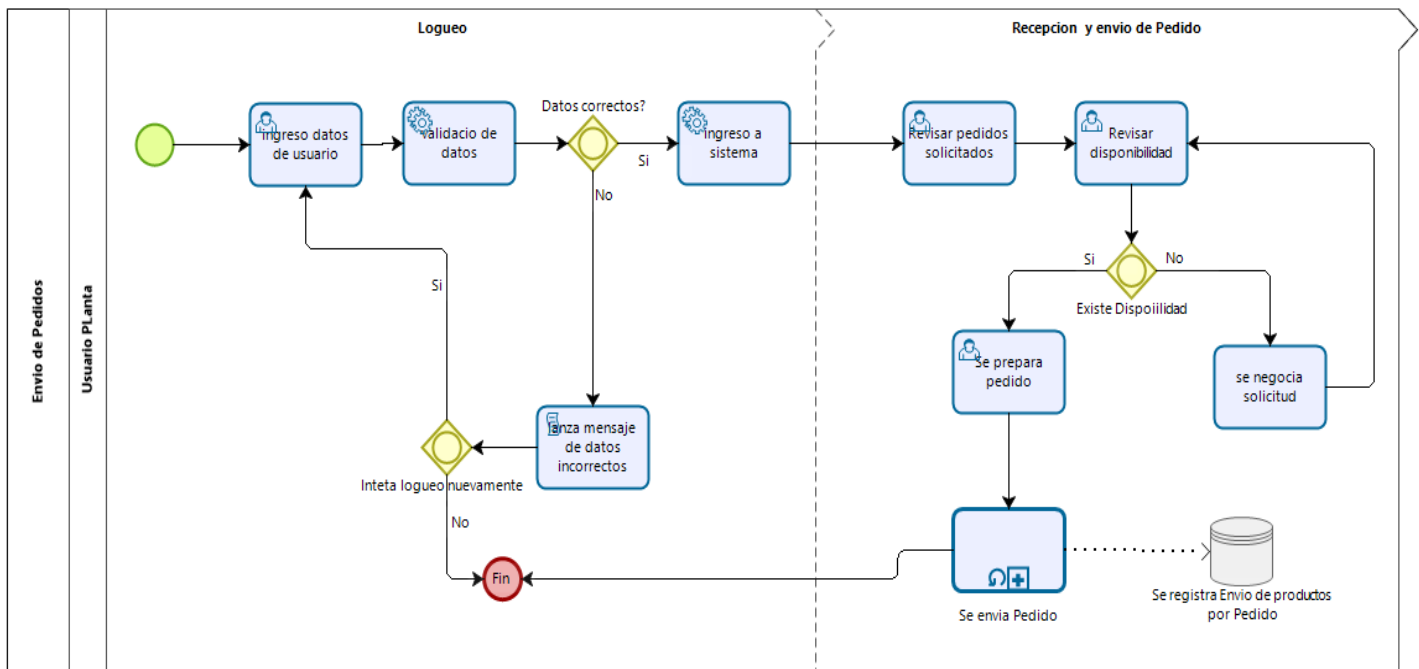 Logueo
Recepcion y envio de Pedido
Envio de Pedidos
Usuario PLanta
ingreso datos
de usuario
validacio de
datos
Datos correctos?
Si
No
ingreso a
sistema
Revisar pedidos
solicitados
Revisar
disponibilidad
Si
No
Existe Dispoiilidad
Se prepara
pedido
se negocia
solicitud
Si
lanza mensaje
de datos
incorrectos
Inteta logueo nuevamente
No
Fin
Se envia Pedido
Se registra Envio de productos
por Pedido